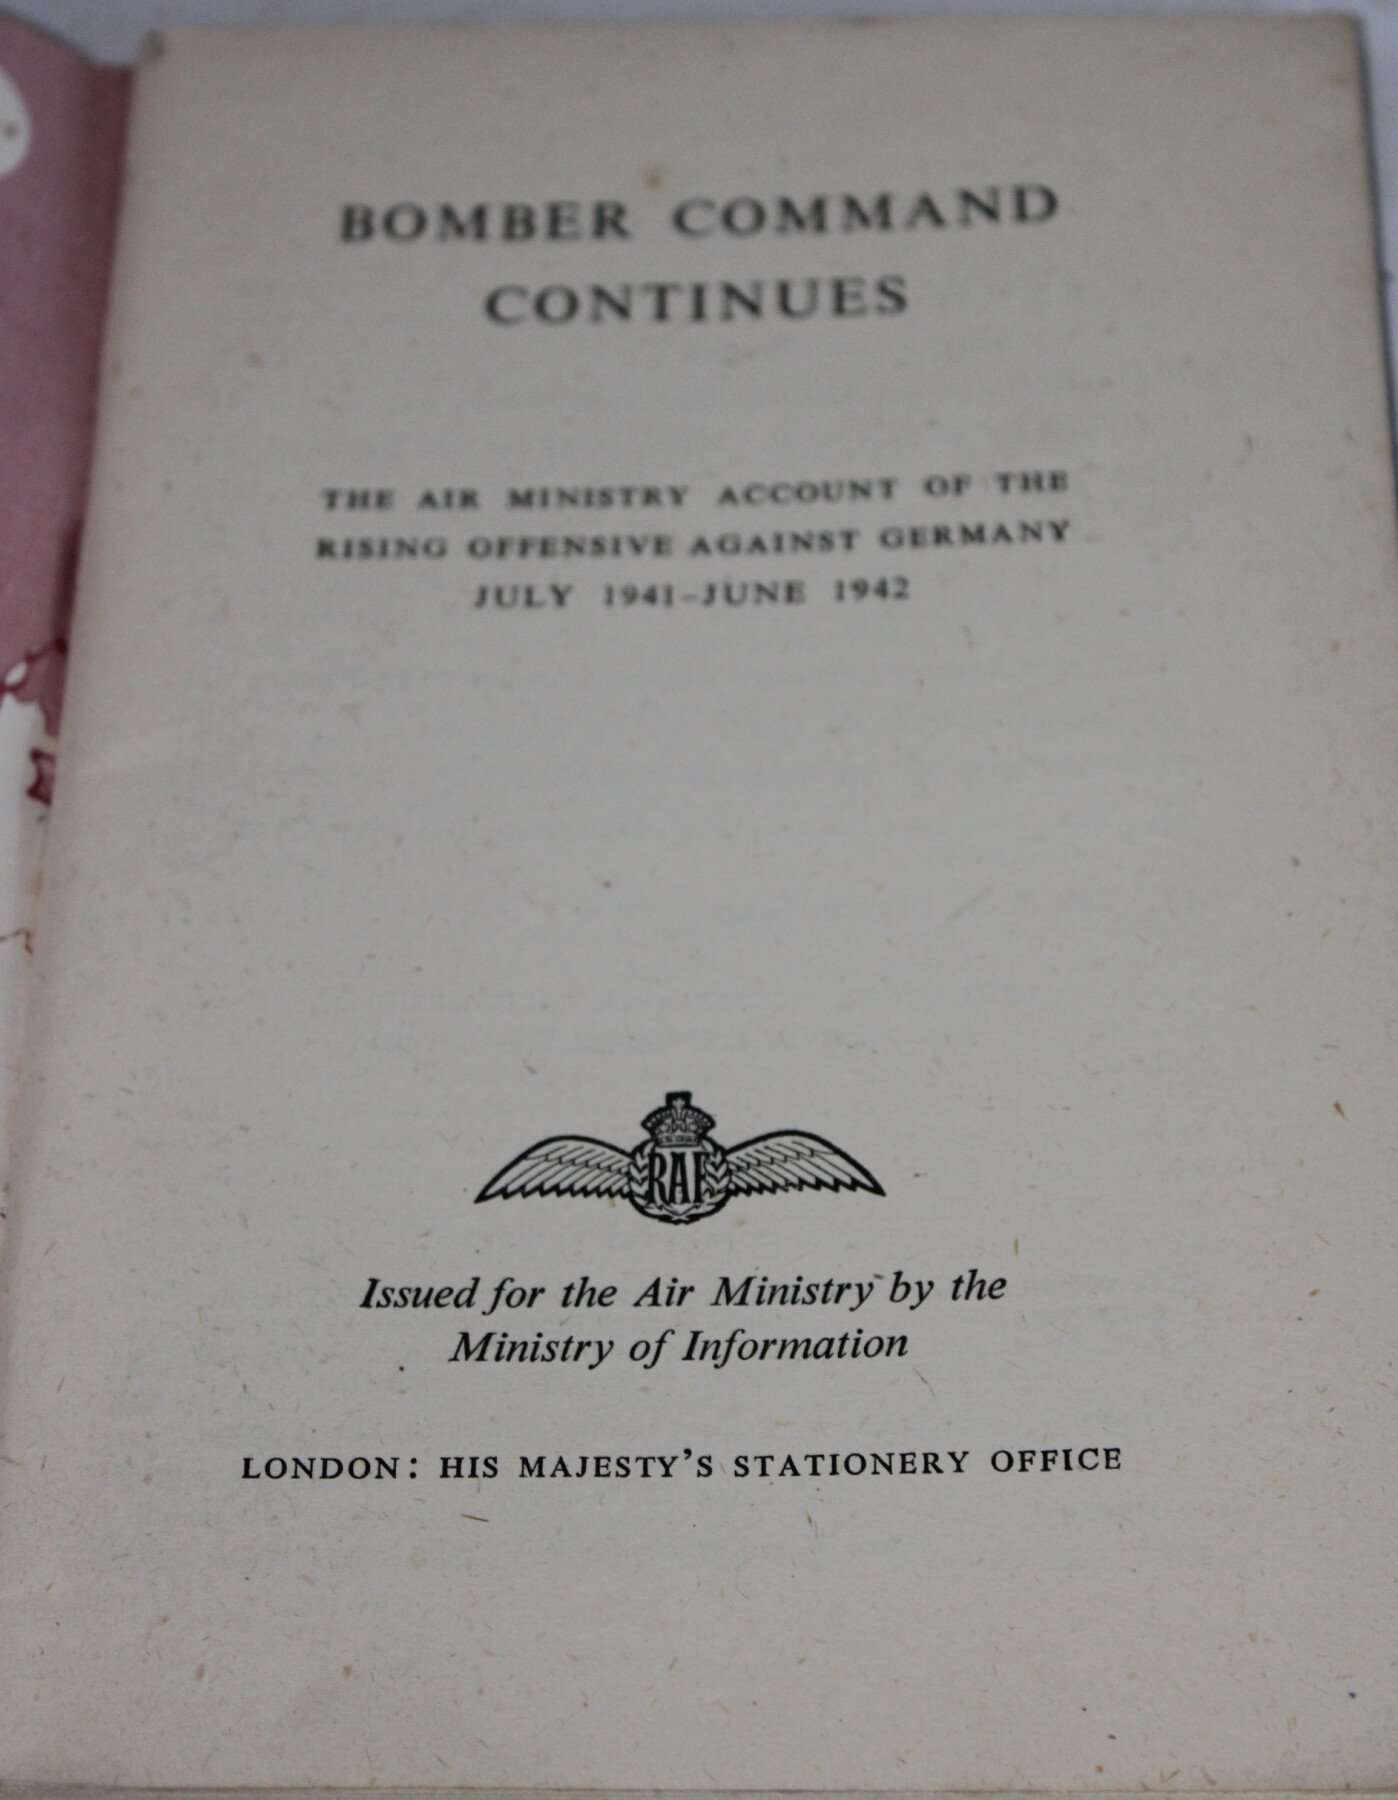 BOMBER COMMAND
CONTINUES
THE AIR MINISTRY ACCOUNT OF THE
RISING OFFENSIVE AGAINST GERMANY
JULY 1941–JUNE 1942
RAF
Issued for the Air Ministry by the
Ministry of Information
LONDON: HIS MAJESTY'S STATIONERY OFFICE